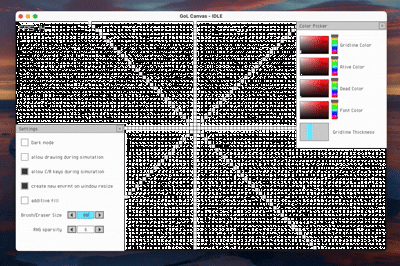 GoL Canvas - IDLE
Color Picker
Gridline Color
Alive Color
Dead Color
Font Color
Gridline Thickness
Settings
Dark mode
allow drawing during simulation
allow C/R keys during simulation
create new envrnt on window resize
additive fill
Brush/Eraser Size
RNG sparsity